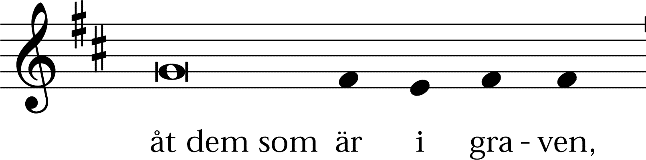 åt dem som är i gra - ven,